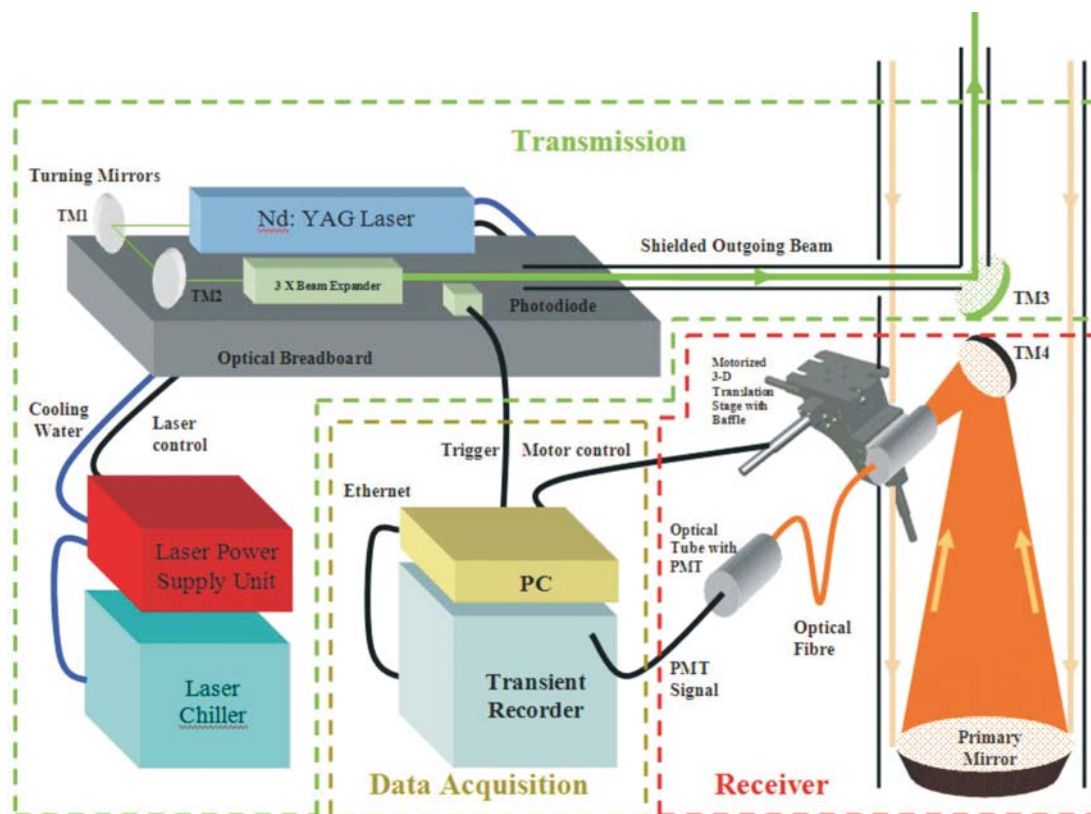 Transmission
Turning Mirrors
TM1
Nd: YAG Laser
Shielded Outgoing Beam
TM2
3 X Beam Expander
Photodiode
TM3
Optical Breadboard
TM4
Motorized
3-D
Translation
Stage with
Baffle
Cooling
Water
Laser
control
Trigger
Motor control
Ethernet
Laser Power
Supply Unit
PC
Optical
Tube with
PMT
Optical
Fibre
Laser
Chiller
Transient
Recorder
PMT
Signal
Primary
Mirror
Data Acquisition
Receiver